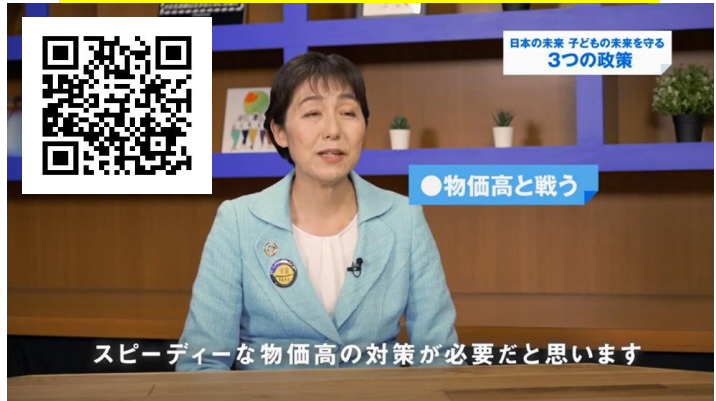 日本の未来 子どもの未来を守る
3つの政策
●物価高と戦う
スピーディーな物価高の対策が必要だと思います